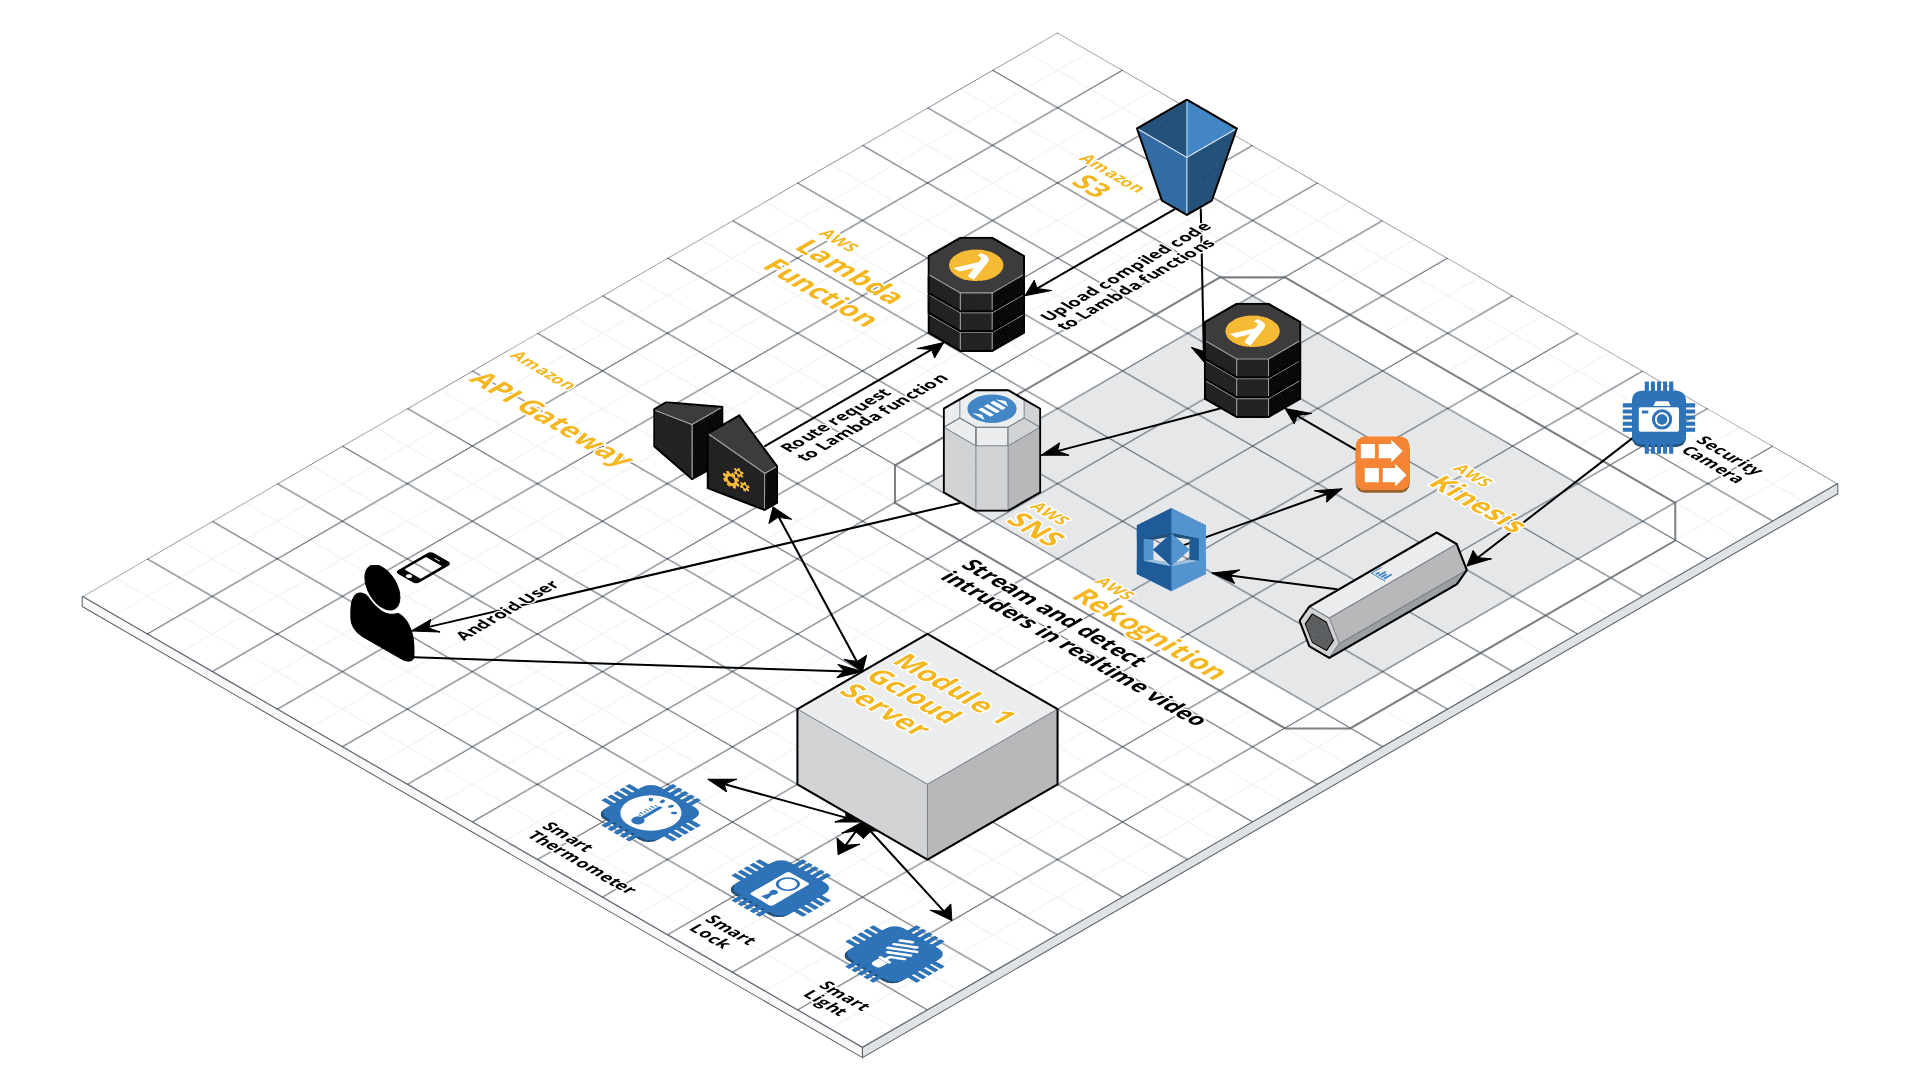 Amazon
S3
AWS
Lambda
Function
Upload compiled code
to Lambda functions
Amazon
API Gateway
Route request
to Lambda function
Security
Camera
AWS
Kinesis
AWS
SNS
AWS
Rekognition
Stream and detect
intruders in realtime video
Android User
Module 1
Gcloud
Server
Smart
Thermometer
Smart
Lock
Smart
Light